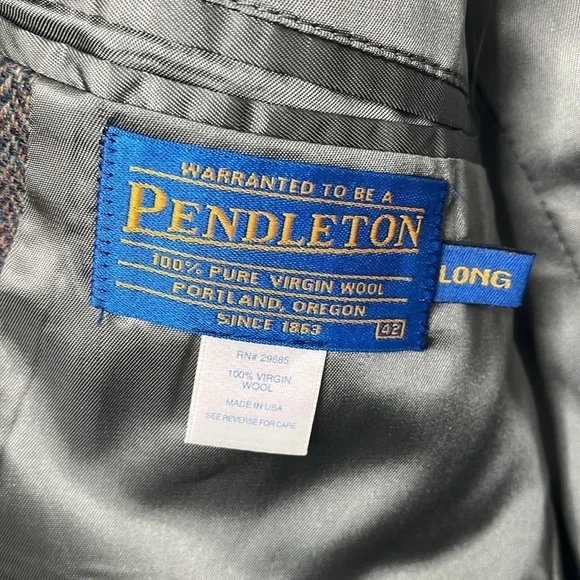 WARRANTED TO BE A
PENDLETON
100% PURE VIRGIN WOOL
PORTLAND, OREGON
SINCE 1863
42
LONG
RN# 29685
100% VIRGIN
WOOL
MADE IN USA
SEE REVERSE FOR CARE